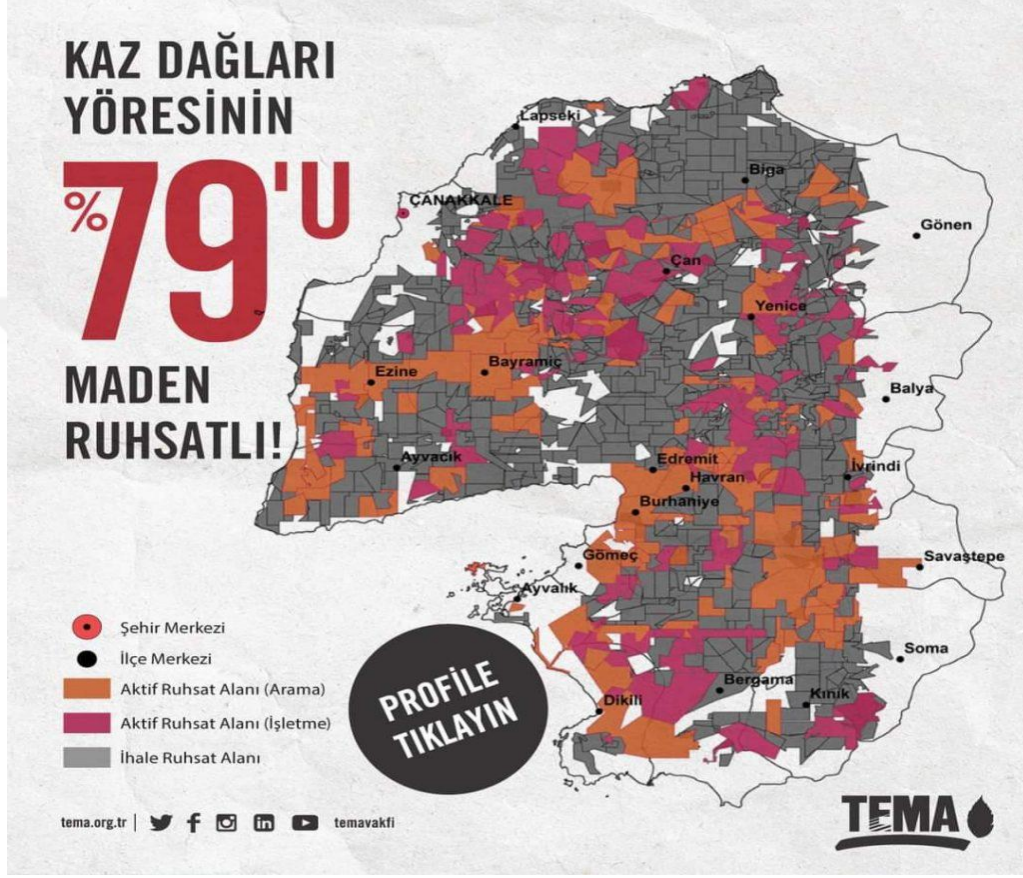 KAZ DAĞLARI
YÖRESİNİN
%79'U
MADEN
RUHSATLI!
Lapseki
Biga
ÇANAKKALE
Gönen
Çan
Yenice
Bayramiç
Ezine
Balya
Ayvacık
Edremit
İvrindi
Havran
Burhaniye
Gömeç
Savaştepe
Ayvalık
Soma
Bergama
Kınık
Dikili
Şehir Merkezi
İlçe Merkezi
Aktif Ruhsat Alanı (Arama)
Aktif Ruhsat Alanı (İşletme)
İhale Ruhsat Alanı
PROFİLE
TIKLAYIN
tema.org.tr | temavakfi
TEMA